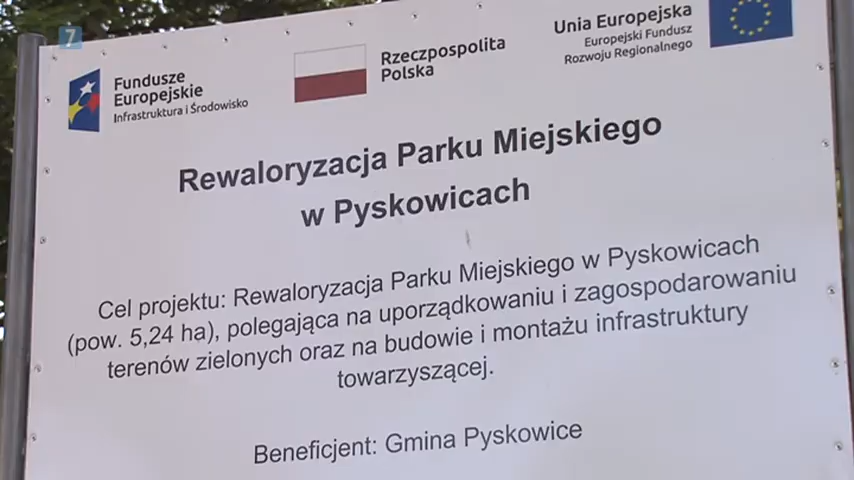 7
Fundusze
Europejskie
Infrastruktura i Środowisko
Rzeczpospolita
Polska
Unia Europejska
Europejski Fundusz
Rozwoju Regionalnego
Rewaloryzacja Parku Miejskiego
w Pyskowicach
Cel projektu: Rewaloryzacja Parku Miejskiego w Pyskowicach
(pow. 5,24 ha), polegająca na uporządkowaniu i zagospodarowaniu
terenów zielonych oraz na budowie i montażu infrastruktury
towarzyszącej.
Beneficjent: Gmina Pyskowice